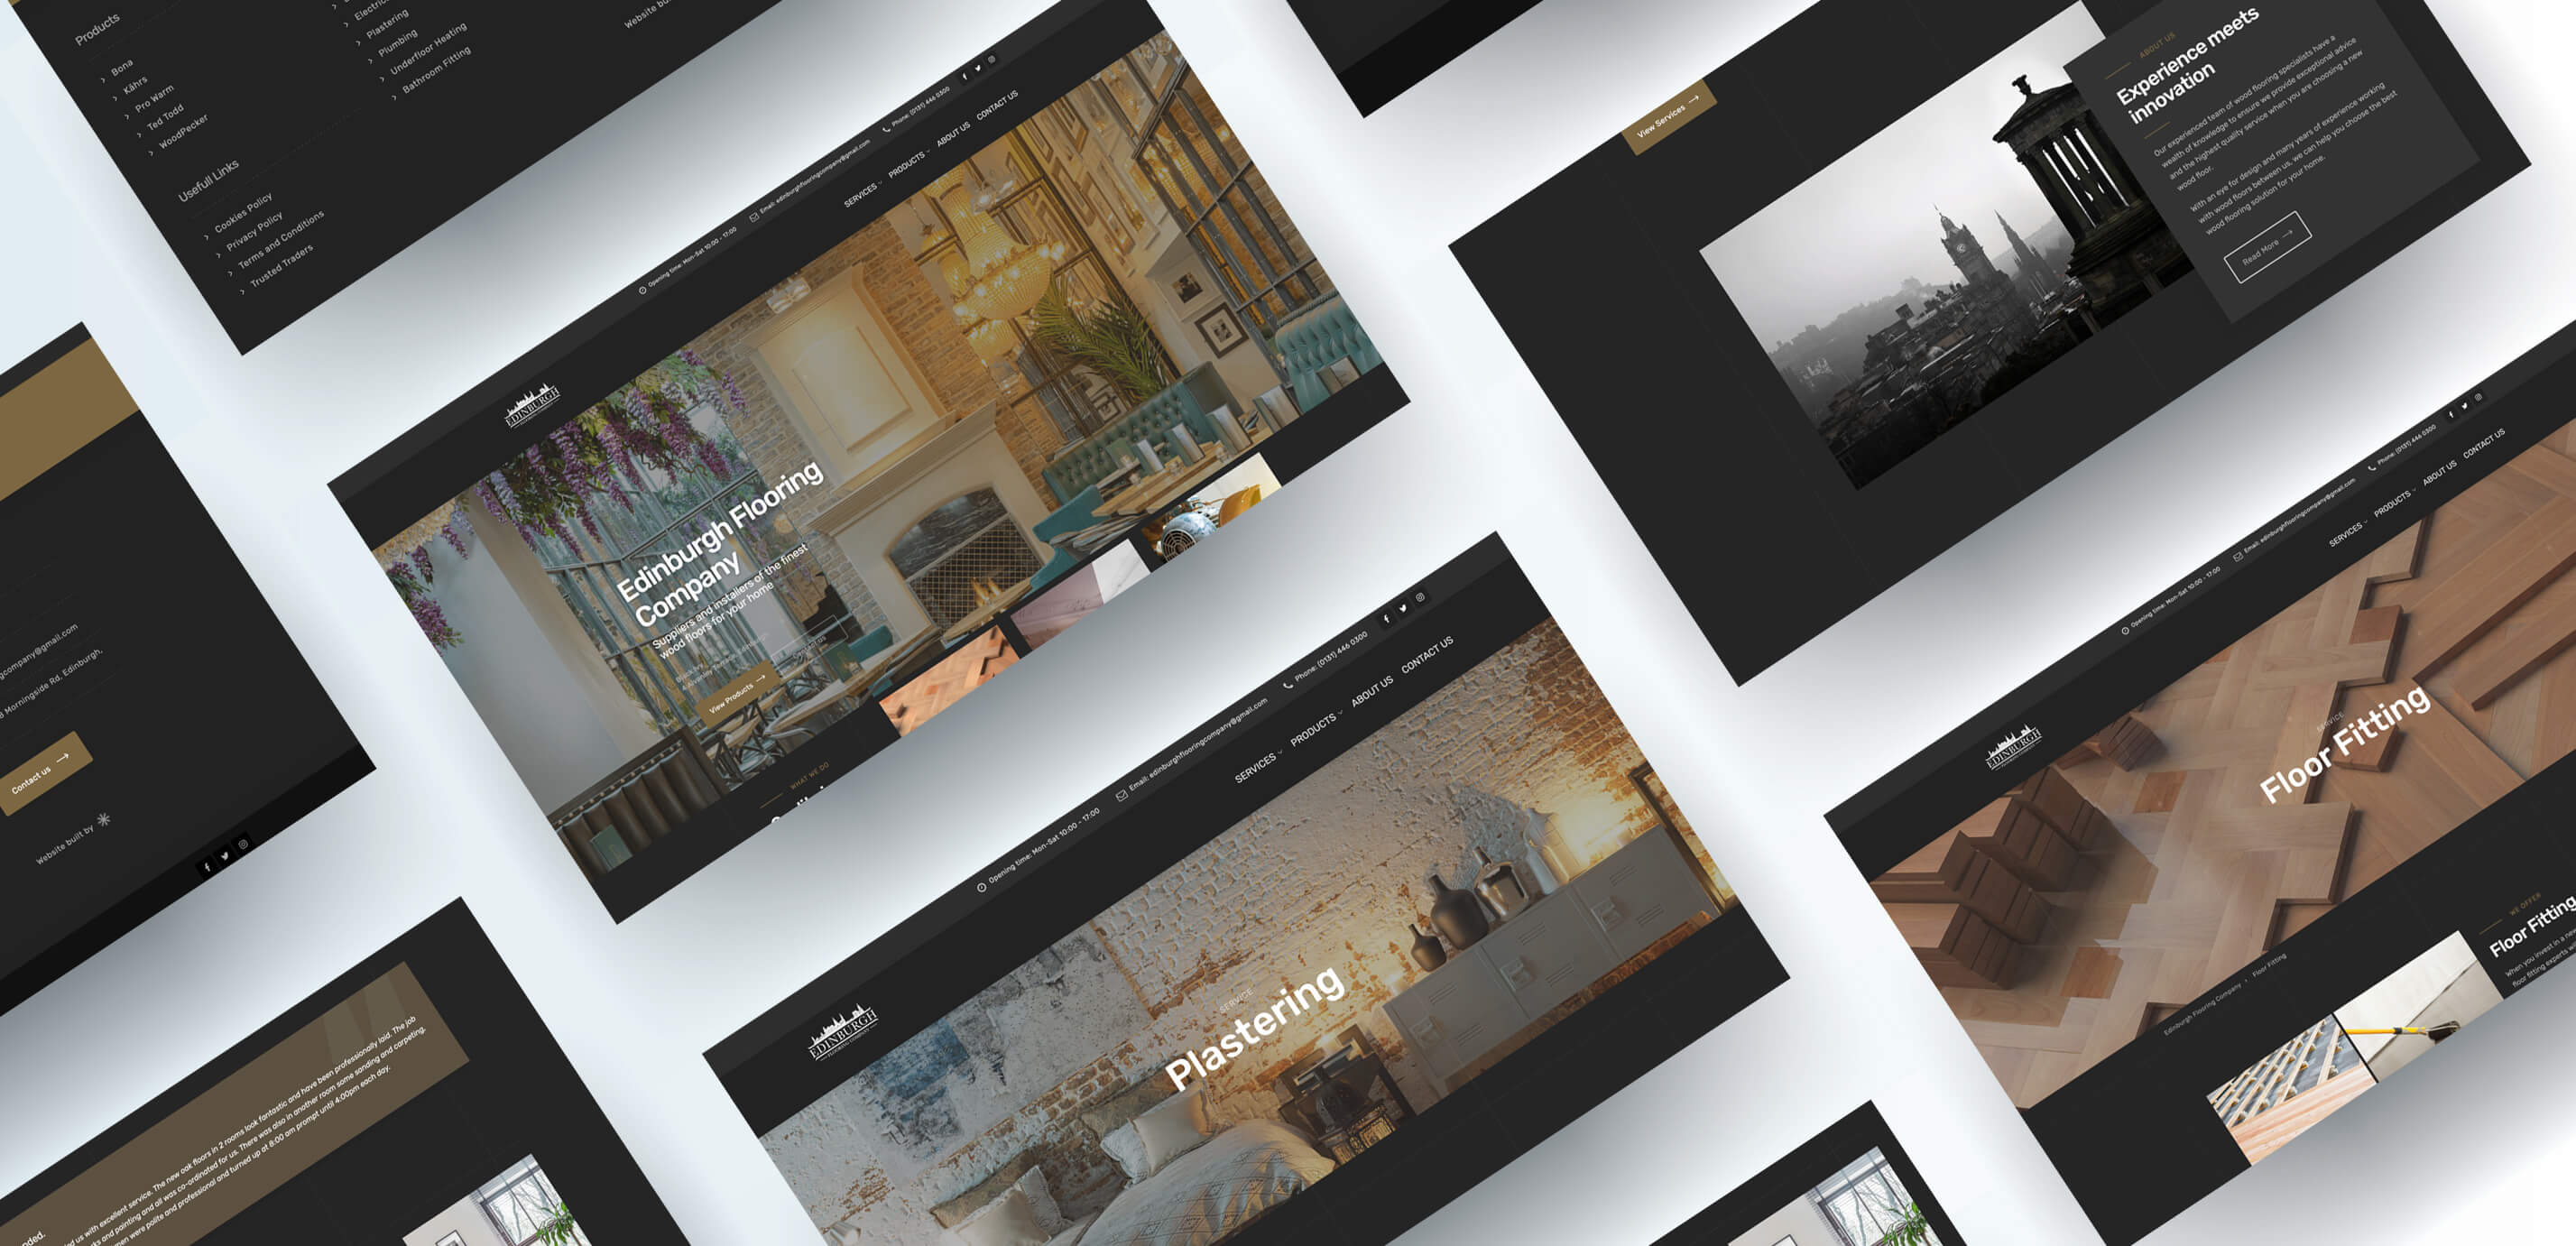 Products
Bona
Kährs
Pro Warm
Ted Todd
WoodPecker
Usefull Links
Cookies Policy
Privacy Policy
Terms and Conditions
Trusted Traders
Plastering
Plumbing
Underfloor Heating
Bathroom Fitting
Website
Opening time: Mon-Sat 10:00 - 17:00
Email: edinburghflooringcompany@gmail.com
Phone: (0131) 446 0300
SERVICES
PRODUCTS
ABOUT US
CONTACT US
EDINBURGH
Edinburgh Flooring
Company
Suppliers and installers of the finest
wood floors for your home
View Products
WHAT WE DO
View Services
ABOUT US
Experience meets
innovation
Our experienced team of wood flooring specialists have a
wealth of knowledge to ensure we provide exceptional advice
and the highest quality service when you are choosing a new
wood floor.
With an eye for design and many years of experience working
with wood floors between us, we can help you choose the best
wood flooring solution for your home.
Read More
company@gmail.com
Morningside Rd, Edinburgh,
Contact us
Website built by
Opening time: Mon-Sat 10:00 - 17:00
Email: edinburghflooringcompany@gmail.com
Phone: (0131) 446 0300
SERVICES
PRODUCTS
ABOUT US
CONTACT US
EDINBURGH
SERVICE
Plastering
Opening time: Mon-Sat 10:00 - 17:00
Email: edinburghflooringcompany@gmail.com
Phone: (0131) 446 0300
SERVICES
PRODUCTS
ABOUT US
CONTACT US
EDINBURGH
SERVICE
Floor Fitting
Edinburgh Flooring Company
Floor Fitting
WE OFFER
Floor Fitting
When you invest in a
floor fitting experts
us with excellent service. The new oak floors in 2 rooms look fantastic and have been professionally laid. The job
and painting and all was co-ordinated for us. There was also in another room some sanding and carpeting.
were polite and professional and turned up at 8:00 am prompt until 4:00pm each day.